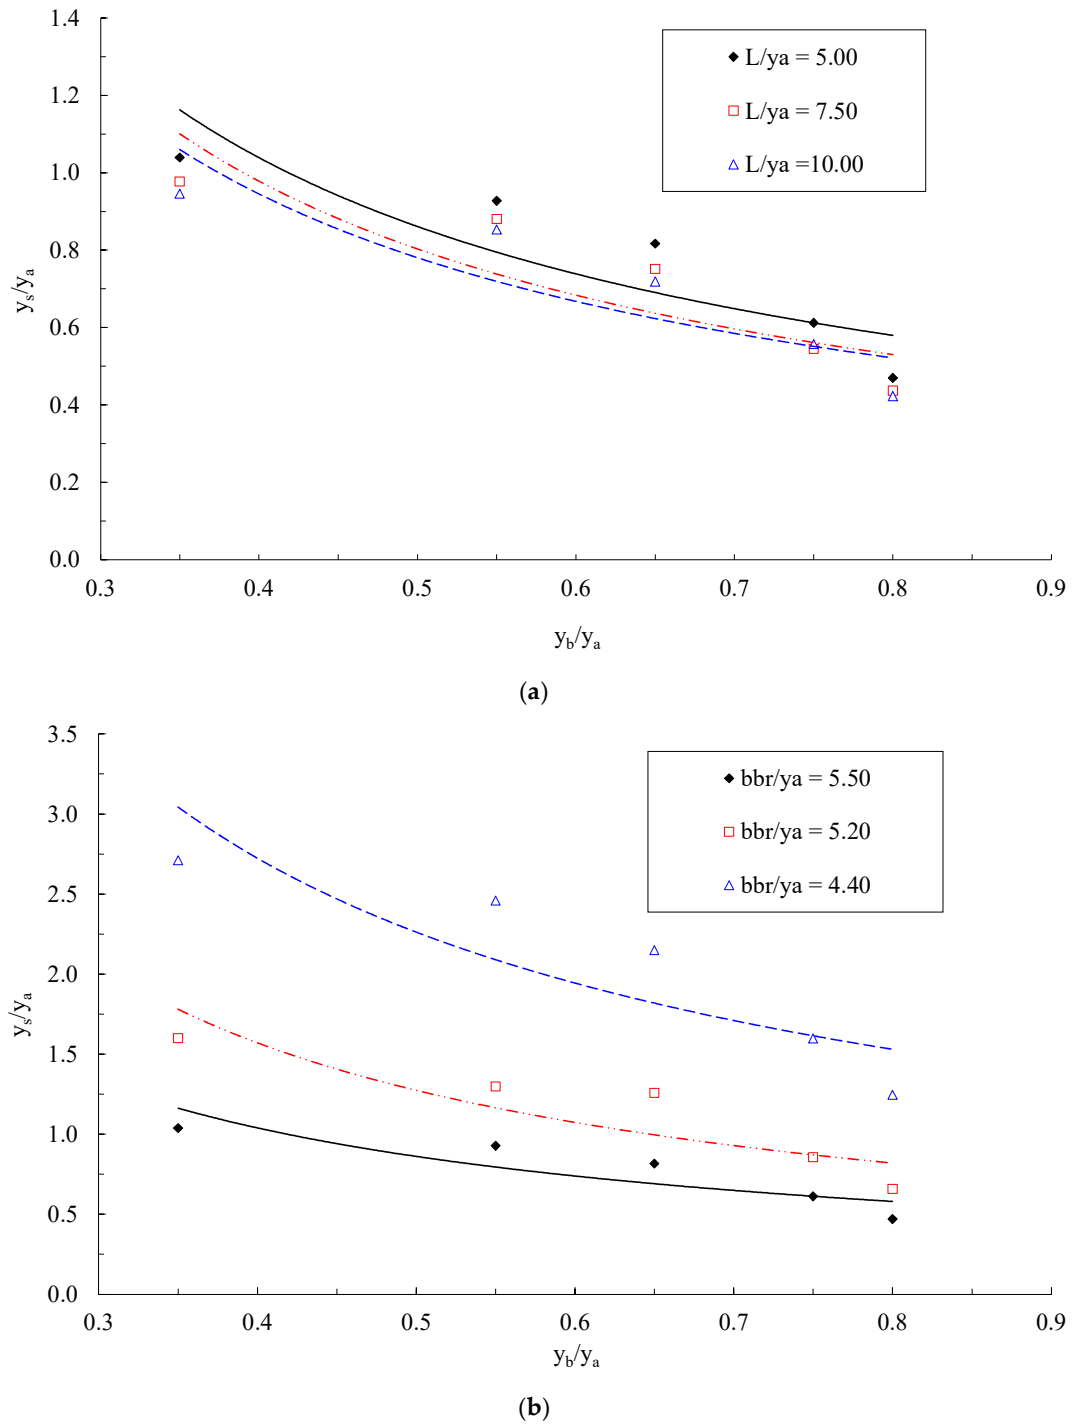 1.4
1.2
1.0
0.8
0.6
0.4
0.2
0.0
ys/ya
L/ya = 5.00
L/ya = 7.50
L/ya =10.00
0.3 0.4 0.5 0.6 0.7 0.8 0.9
yb/ya
(a)
3.5
3.0
2.5
2.0
1.5
1.0
0.5
0.0
ys/ya
bbr/ya = 5.50
bbr/ya = 5.20
bbr/ya = 4.40
0.3 0.4 0.5 0.6 0.7 0.8 0.9
yb/ya
(b)